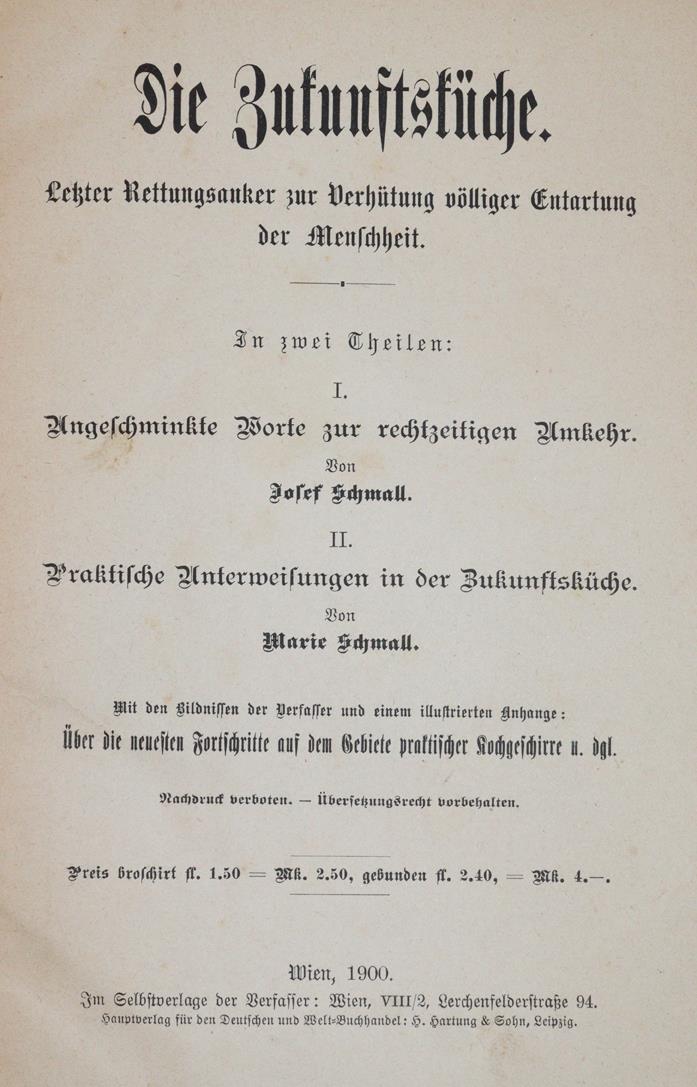 Die Zukunftsküche.
Letzter Rettungsanker zur Verhütung völliger Entartung
der Menschheit.
In zwei Theilen:
I.
Ungeschminkte Worte zur rechtzeitigen Umkehr.
Von
Josef Schmall.
II.
Praktische Unterweisungen in der Zukunftsküche.
Von
Marie Schmall.
Mit den Bildnissen der Verfasser und einem illustrierten Anhange:
Über die neuesten Fortschritte auf dem Gebiete praktischer Kochgeschirre u. dgl.
Nachdruck verboten. — Übersetzungsrecht vorbehalten.
Preis broschirt fl. 1.50 = Mk. 2.50, gebunden fl. 2.40, = Mk. 4.—.
Wien, 1900.
Im Selbstverlage der Verfasser: Wien, VIII/2, Lerchenfelderstraße 94.
Hauptverlag für den Deutschen und Welt-Buchhandel: H. Hartung & Sohn, Leipzig.